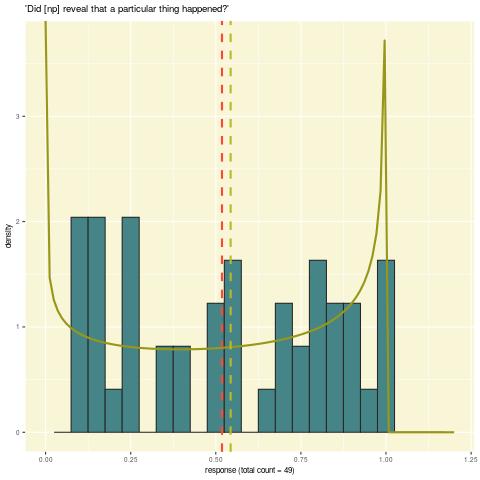 'Did [np] reveal that a particular thing happened?'
3
2
1
0
density
0.00 0.25 0.50 0.75 1.00 1.25
response (total count = 49)